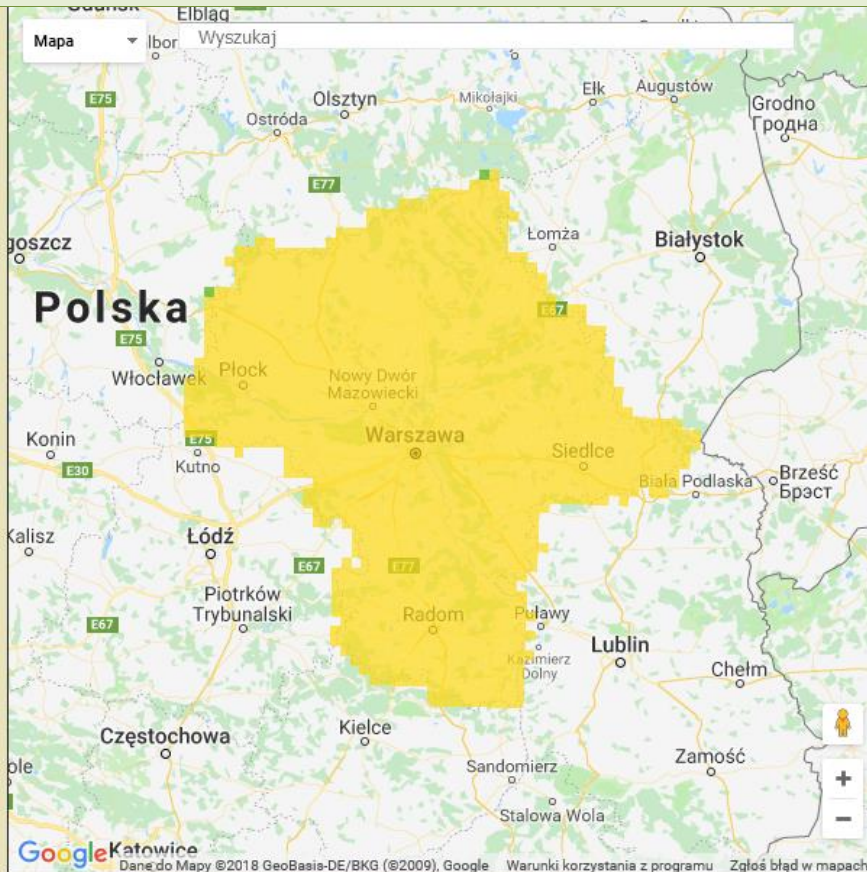 Gdańsk
Elbląg
Mapa
Wyszukaj
E75
Olsztyn
Mikołajki
Ełk
Augustów
Ostróda
Grodno
Гродна
E77
Łomża
Białystok
goszcz
Polska
E67
E75
Włocławek
Płock
Nowy Dwór
Mazowiecki
Konin
E75
Warszawa
Siedlce
E30
Kutno
Biała Podlaska
Brześć
Брэст
Kalisz
Łódź
E67
E77
Piotrków
Trybunalski
E67
Radom
Puławy
Kazimierz
Dolny
Lublin
Chełm
Kielce
Częstochowa
Zamość
Sandomierz
ole
Stalowa Wola
Google
Katowice
Dane do Mapy ©2018 GeoBasis-DE/BKG (©2009), Google
Warunki korzystania z programu
Zgłoś błąd w mapach